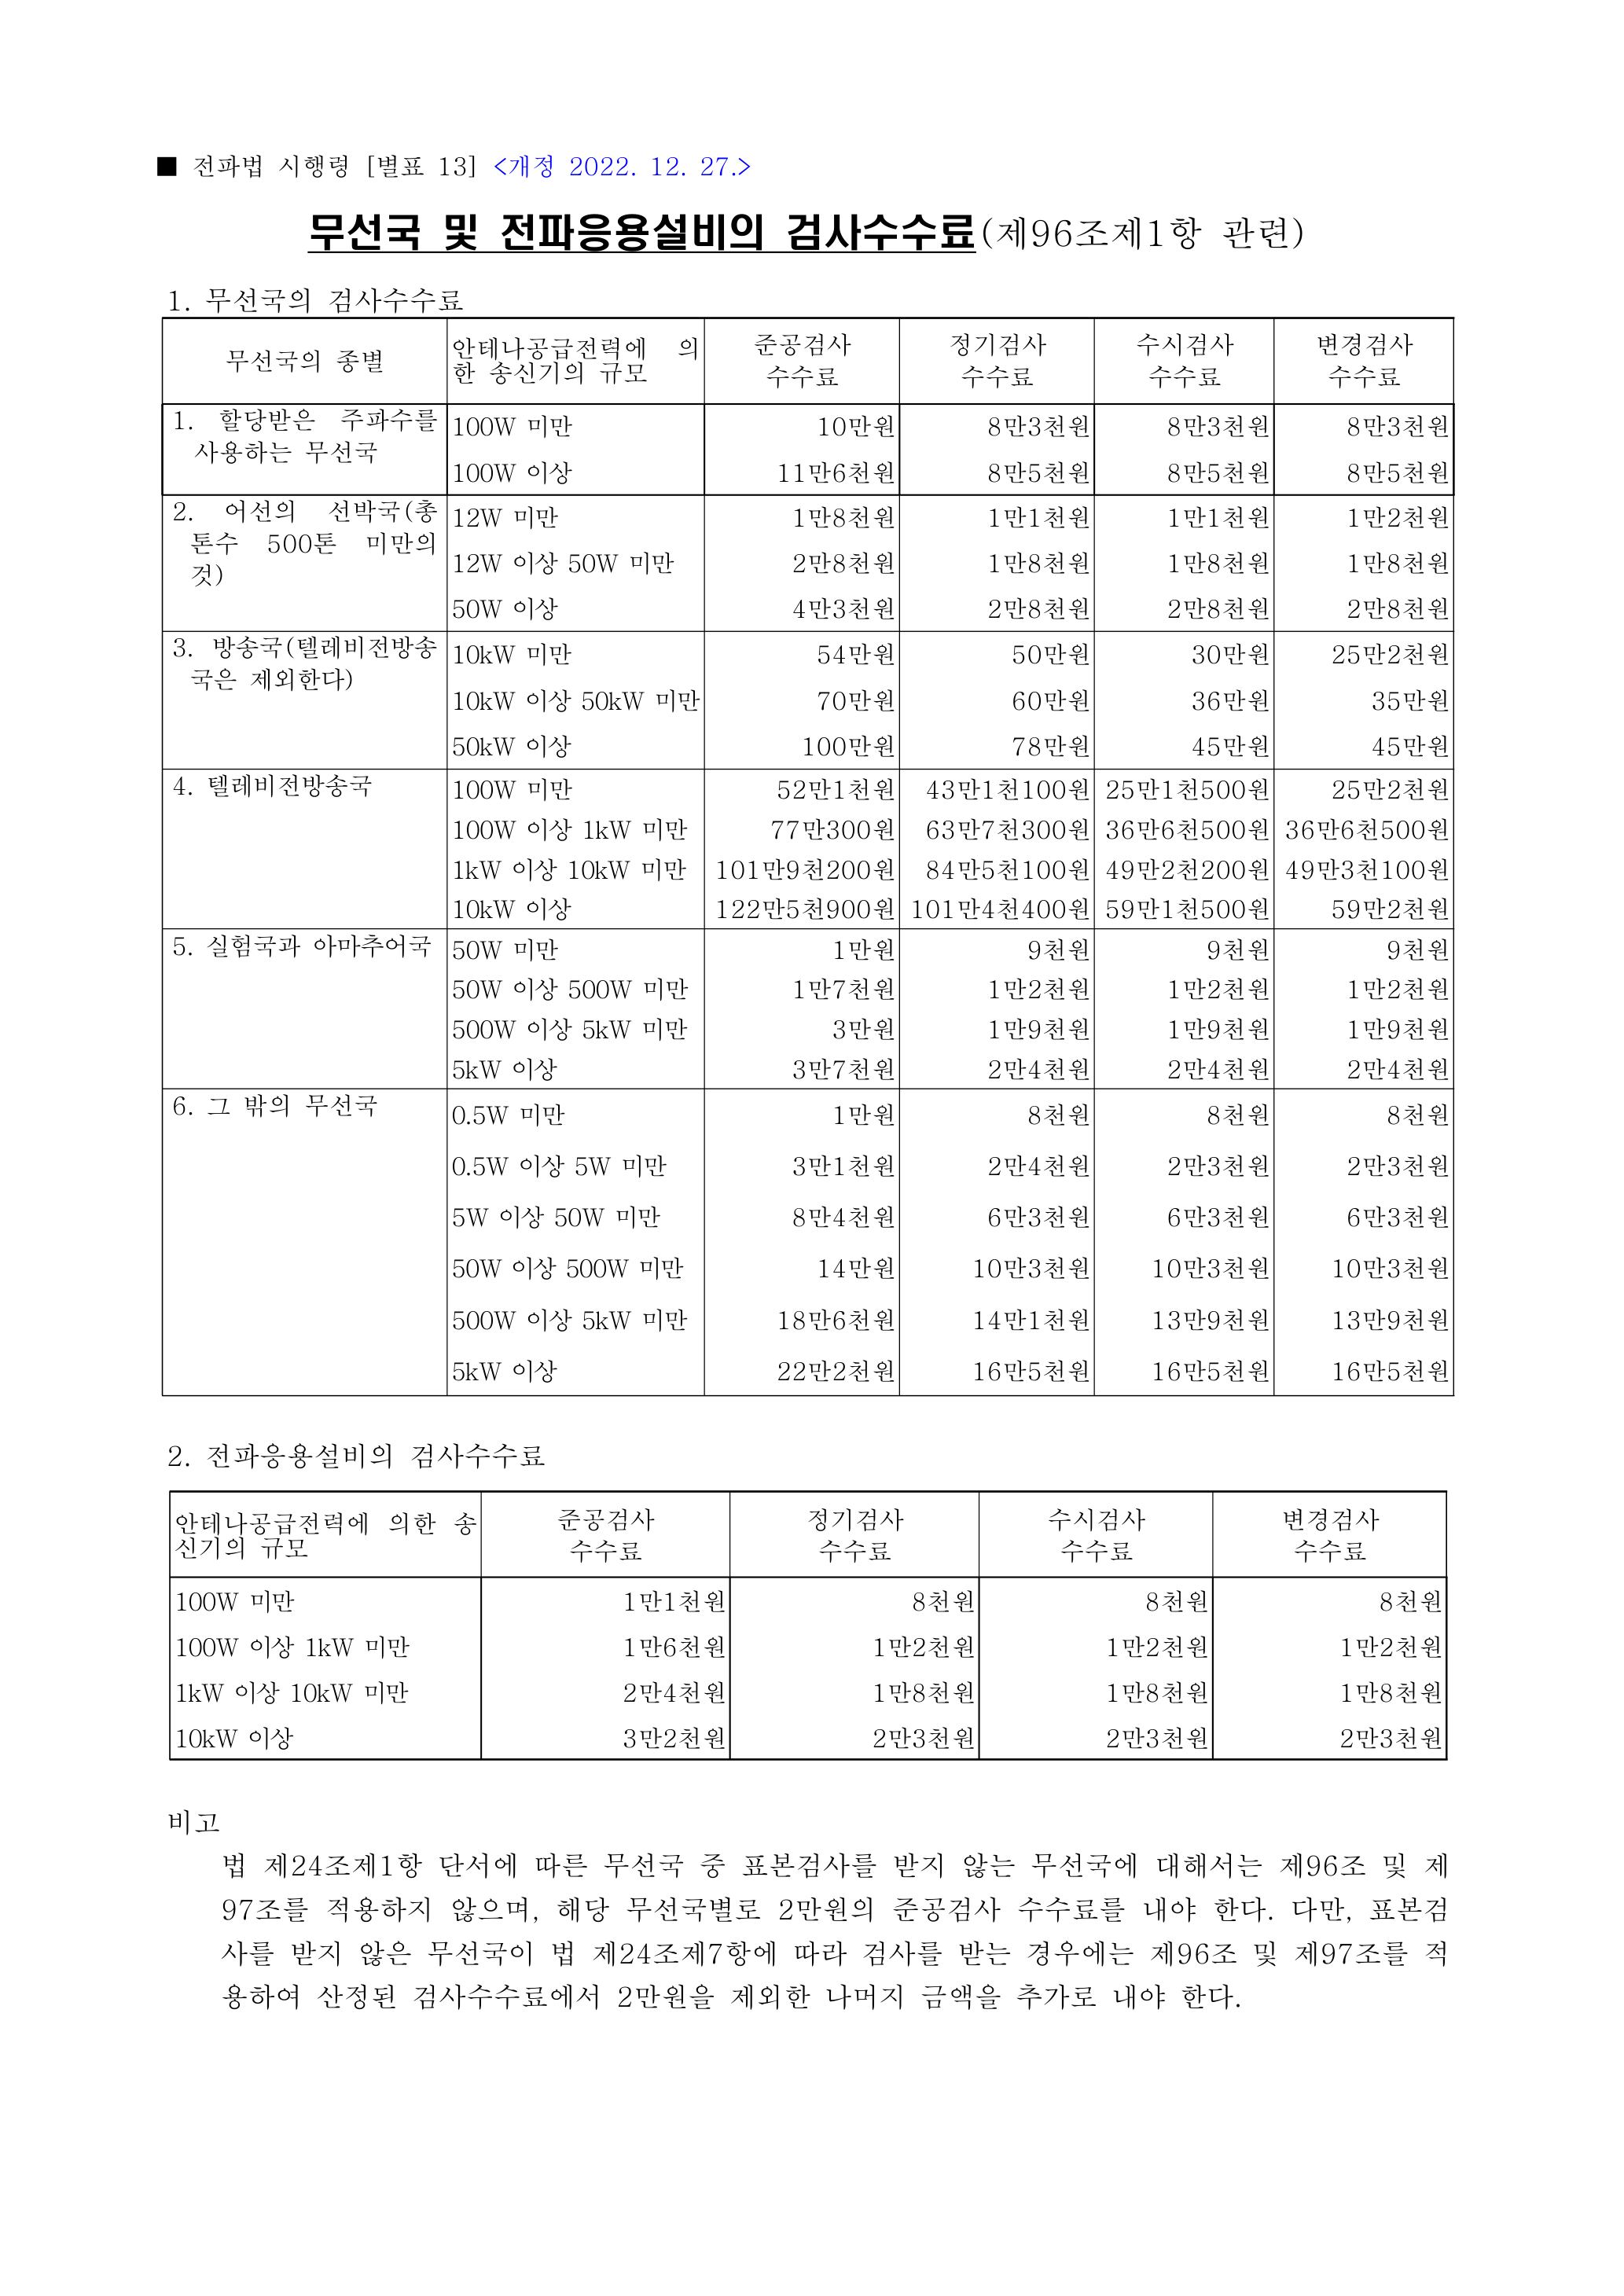 ■ 전파법 시행령 [별표 13] <개정 2022. 12. 27.>
무선국 및 전파응용설비의 검사수수료(제96조제1항 관련)
1. 무선국의 검사수수료
무선국의 종별 안테나공급전력에 의한 송신기의 규모 준공검사 수수료 정기검사 수수료 수시검사 수수료 변경검사 수수료
1. 할당받은 주파수를 사용하는 무선국
100W 미만 10만원 8만3천원 8만3천원 8만3천원
100W 이상 11만6천원 8만5천원 8만5천원 8만5천원
2. 어선의 선박국(총톤수 500톤 미만의 것)
12W 미만 1만8천원 1만1천원 1만1천원 1만2천원
12W 이상 50W 미만 2만8천원 1만8천원 1만8천원 1만8천원
50W 이상 4만3천원 2만8천원 2만8천원 2만8천원
3. 방송국(텔레비전방송국은 제외한다)
10kW 미만 54만원 50만원 30만원 25만2천원
10kW 이상 50kW 미만 70만원 60만원 36만원 35만원
50kW 이상 100만원 78만원 45만원 45만원
4. 텔레비전방송국
100W 미만 52만1천원 43만1천100원 25만1천500원 25만2천원
100W 이상 1kW 미만 77만300원 63만7천300원 36만6천500원 36만6천500원
1kW 이상 10kW 미만 101만9천200원 84만5천100원 49만2천200원 49만3천100원
10kW 이상 122만5천900원 101만4천400원 59만1천500원 59만2천원
5. 실험국과 아마추어국
50W 미만 1만원 9천원 9천원 9천원
50W 이상 500W 미만 1만7천원 1만2천원 1만2천원 1만2천원
500W 이상 5kW 미만 3만원 1만9천원 1만9천원 1만9천원
5kW 이상 3만7천원 2만4천원 2만4천원 2만4천원
6. 그 밖의 무선국
0.5W 미만 1만원 8천원 8천원 8천원
0.5W 이상 5W 미만 3만1천원 2만4천원 2만3천원 2만3천원
5W 이상 50W 미만 8만4천원 6만3천원 6만3천원 6만3천원
50W 이상 500W 미만 14만원 10만3천원 10만3천원 10만3천원
500W 이상 5kW 미만 18만6천원 14만1천원 13만9천원 13만9천원
5kW 이상 22만2천원 16만5천원 16만5천원 16만5천원
2. 전파응용설비의 검사수수료
안테나공급전력에 의한 송신기의 규모 준공검사 수수료 정기검사 수수료 수시검사 수수료 변경검사 수수료
100W 미만 1만1천원 8천원 8천원 8천원
100W 이상 1kW 미만 1만6천원 1만2천원 1만2천원 1만2천원
1kW 이상 10kW 미만 2만4천원 1만8천원 1만8천원 1만8천원
10kW 이상 3만2천원 2만3천원 2만3천원 2만3천원
비고
법 제24조제1항 단서에 따른 무선국 중 표본검사를 받지 않는 무선국에 대해서는 제96조 및 제
97조를 적용하지 않으며, 해당 무선국별로 2만원의 준공검사 수수료를 내야 한다. 다만, 표본검
사를 받지 않은 무선국이 법 제24조제7항에 따라 검사를 받는 경우에는 제96조 및 제97조를 적
용하여 산정된 검사수수료에서 2만원을 제외한 나머지 금액을 추가로 내야 한다.